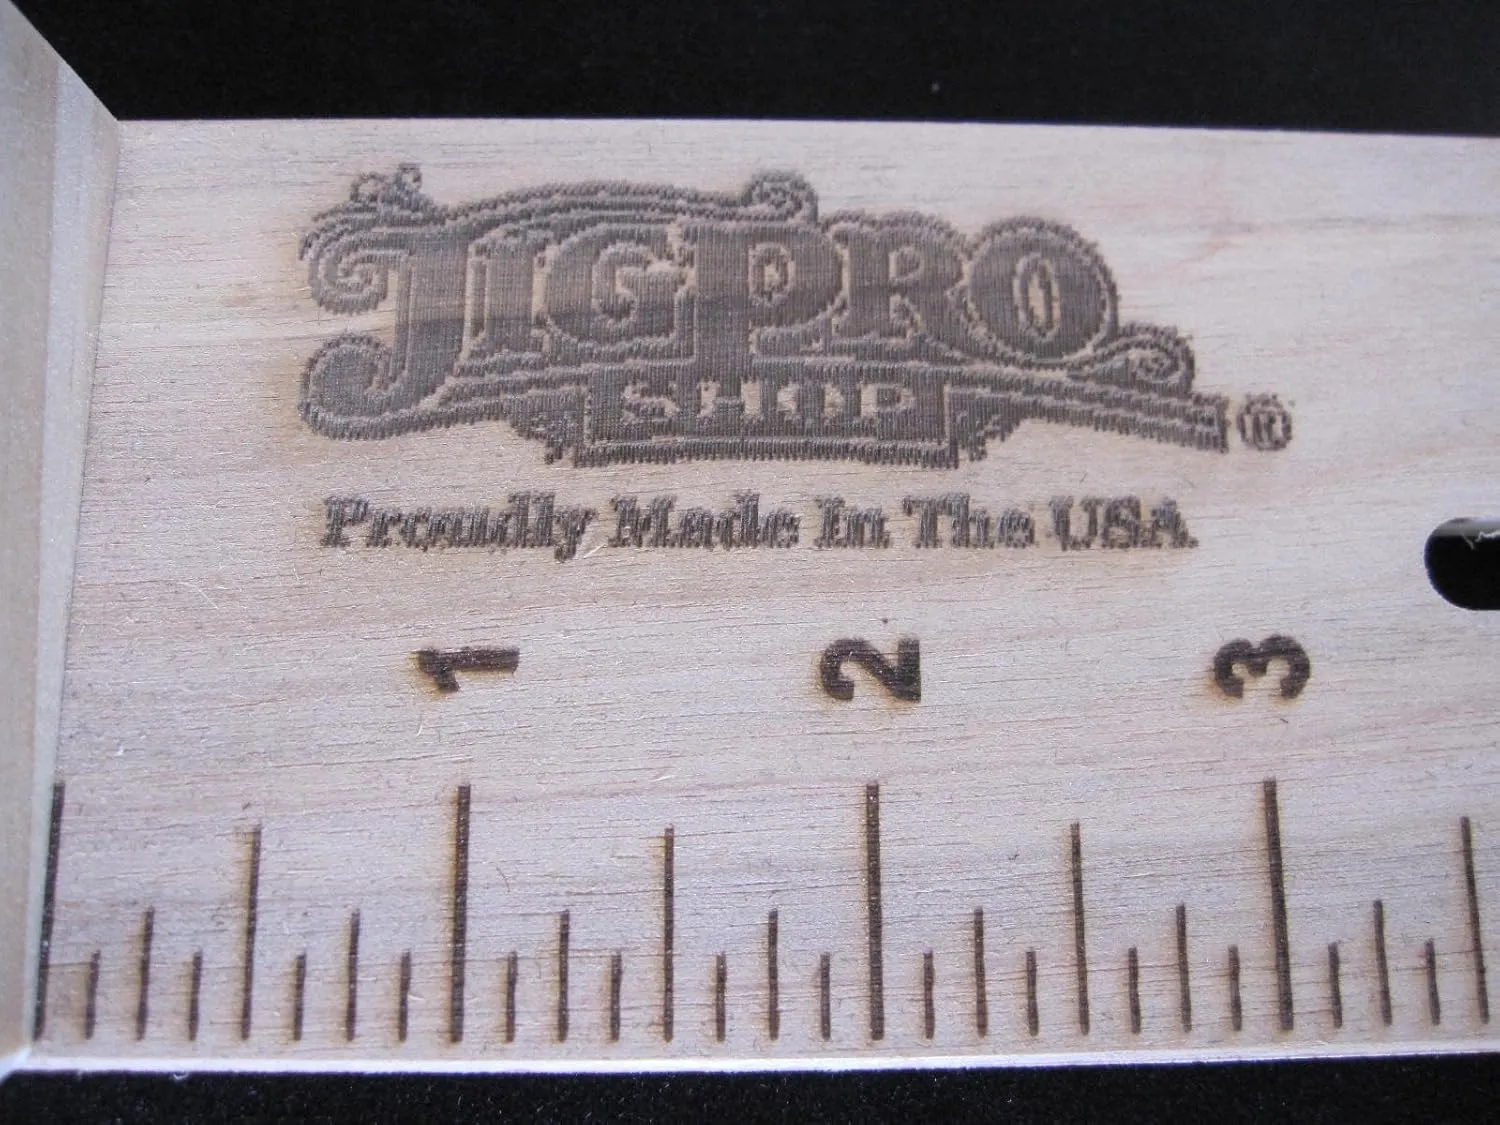 JIGPRO
SHOP ®
Proudly Made In The USA
1 2 3